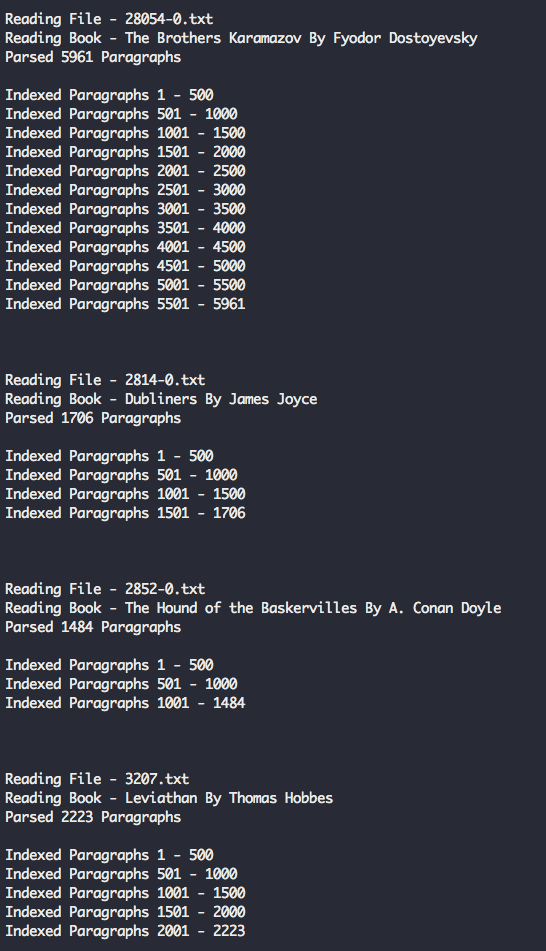 Reading File - 28054-0.txt
Reading Book - The Brothers Karamazov By Fyodor Dostoyevsky
Parsed 5961 Paragraphs
Indexed Paragraphs 1 - 500
Indexed Paragraphs 501 - 1000
Indexed Paragraphs 1001 - 1500
Indexed Paragraphs 1501 - 2000
Indexed Paragraphs 2001 - 2500
Indexed Paragraphs 2501 - 3000
Indexed Paragraphs 3001 - 3500
Indexed Paragraphs 3501 - 4000
Indexed Paragraphs 4001 - 4500
Indexed Paragraphs 4501 - 5000
Indexed Paragraphs 5001 - 5500
Indexed Paragraphs 5501 - 5961
Reading File - 2814-0.txt
Reading Book - Dubliners By James Joyce
Parsed 1706 Paragraphs
Indexed Paragraphs 1 - 500
Indexed Paragraphs 501 - 1000
Indexed Paragraphs 1001 - 1500
Indexed Paragraphs 1501 - 1706
Reading File - 2852-0.txt
Reading Book - The Hound of the Baskervilles By A. Conan Doyle
Parsed 1484 Paragraphs
Indexed Paragraphs 1 - 500
Indexed Paragraphs 501 - 1000
Indexed Paragraphs 1001 - 1484
Reading File - 3207.txt
Reading Book - Leviathan By Thomas Hobbes
Parsed 2223 Paragraphs
Indexed Paragraphs 1 - 500
Indexed Paragraphs 501 - 1000
Indexed Paragraphs 1001 - 1500
Indexed Paragraphs 1501 - 2000
Indexed Paragraphs 2001 - 2223